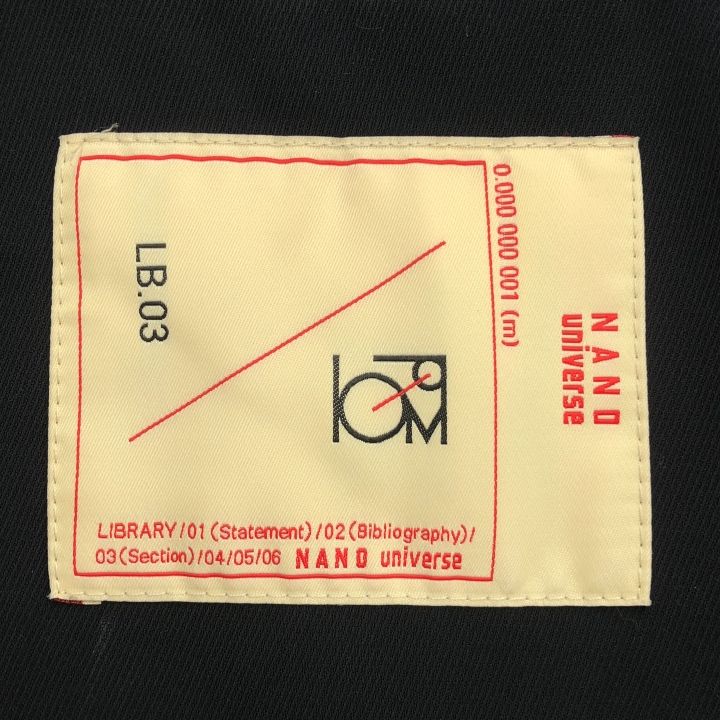 NANO
universe
0.000 000 001 (m)
LB.03
LIBRARY/01 (Statement)/02 (Bibliography)/
03 (Section)/04/05/06 NANO universe